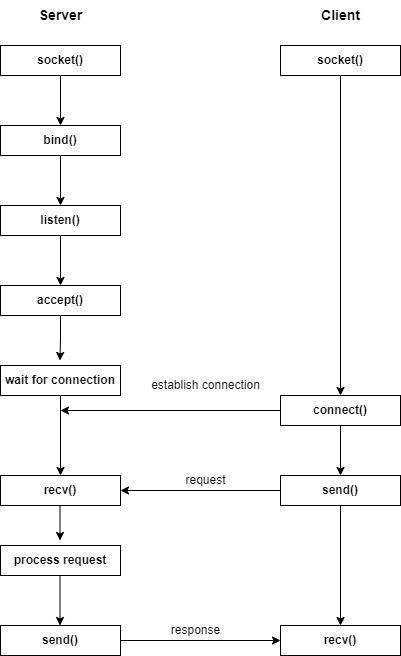 Server
Client
socket()
socket()
bind()
listen()
accept()
wait for connection
establish connection
connect()
recv()
request
send()
process request
send()
response
recv()